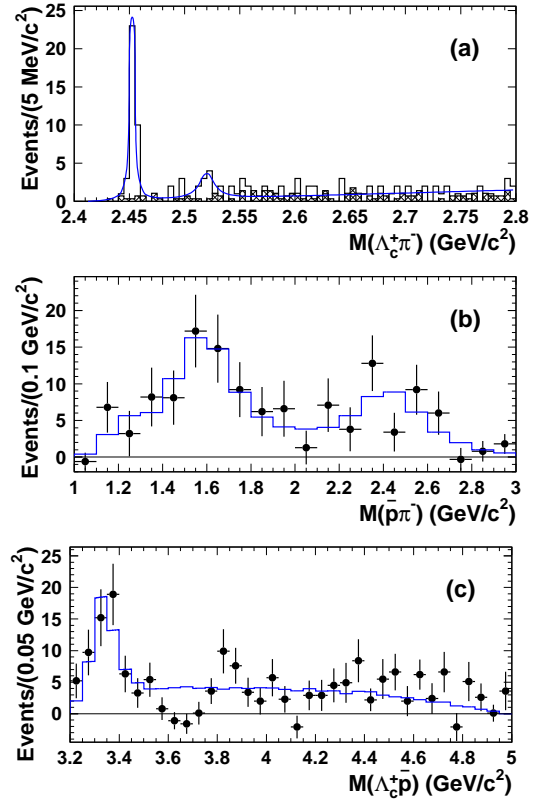 Events/(5 MeV/c²)
25
20
15
10
5
0
(a)
2.4 2.45 2.5 2.55 2.6 2.65 2.7 2.75 2.8
M(Λc⁺π⁻) (GeV/c²)
Events/(0.1 GeV/c²)
20
15
10
5
0
(b)
1 1.2 1.4 1.6 1.8 2 2.2 2.4 2.6 2.8 3
M(p̄π⁻) (GeV/c²)
Events/(0.05 GeV/c²)
25
20
15
10
5
0
(c)
3.2 3.4 3.6 3.8 4 4.2 4.4 4.6 4.8 5
M(Λc⁺p̄) (GeV/c²)